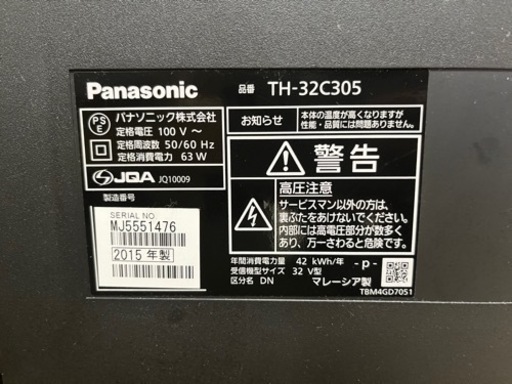 Panasonic 品番 TH-32C305
PSE パナソニック株式会社
定格電圧 100 V ～
定格周波数 50/60 Hz
定格消費電力 63 W
JQA JQ10009
製造番号
SERIAL NO.
MJ5551476
2015 年製
お知らせ 本体の温度が高くなりますが
性能・品質には問題ありません。
警告
高圧注意
サービスマン以外の方は、
裏ぶたをあけないでください。
内部には高電圧部分が数多く
あり、万一さわると危険です。
年間消費電力量 42 kWh/年 -p-
受信機型サイズ 32 V型
区分名 DN マレーシア製
TBM4GD7051